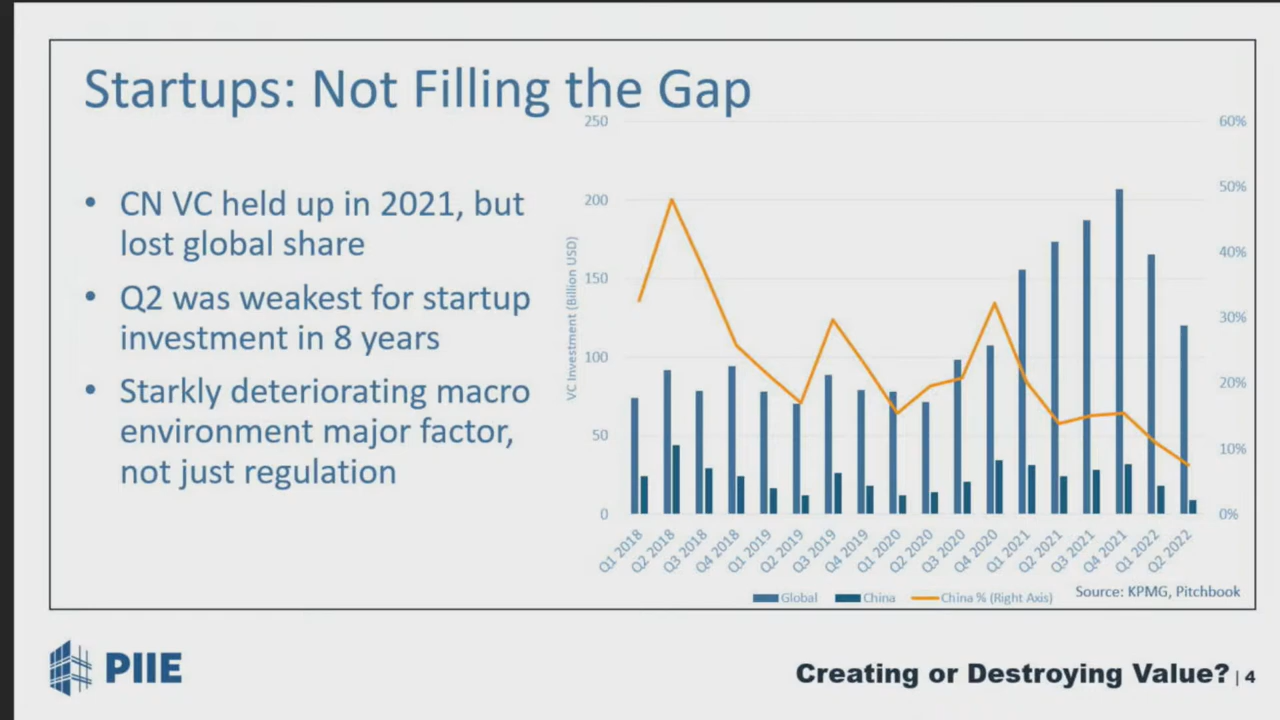 Startups: Not Filling the Gap
• CN VC held up in 2021, but
lost global share
• Q2 was weakest for startup
investment in 8 years
• Starkly deteriorating macro
environment major factor,
not just regulation
VC Investment (Billion USD)
250
200
150
100
50
0
60%
50%
40%
30%
20%
10%
0%
Q1 2018
Q2 2018
Q3 2018
Q4 2018
Q1 2019
Q2 2019
Q3 2019
Q4 2019
Q1 2020
Q2 2020
Q3 2020
Q4 2020
Q1 2021
Q2 2021
Q3 2021
Q4 2021
Q1 2022
Q2 2022
Global China China % (Right Axis)
Source: KPMG, Pitchbook
PIIE
Creating or Destroying Value? | 4